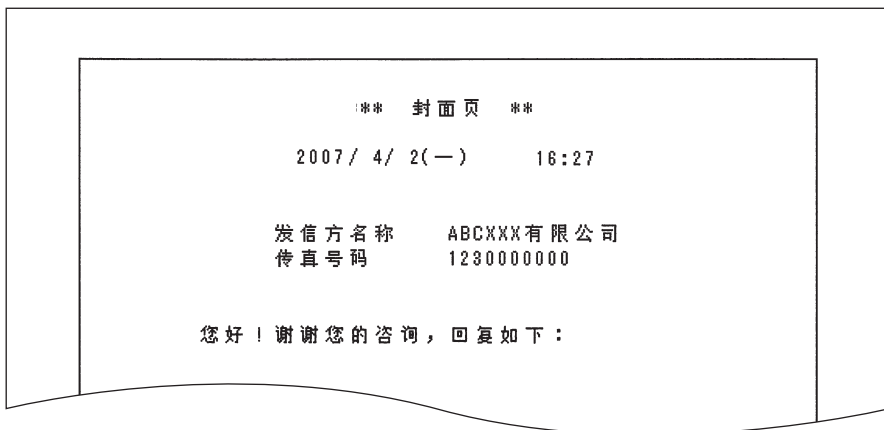 ** 封面页 **
2007/ 4/ 2(一) 16:27
发信方名称 ABCXXX有限公司
传真号码 1230000000
您好！谢谢您的咨询，回复如下：